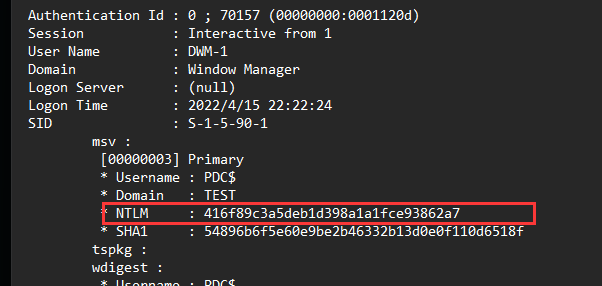 Authentication Id : 0 ; 70157 (00000000:0001120d)
Session : Interactive from 1
User Name : DWM-1
Domain : Window Manager
Logon Server : (null)
Logon Time : 2022/4/15 22:22:24
SID : S-1-5-90-1
msv :
[00000003] Primary
* Username : PDC$
* Domain : TEST
* NTLM : 416f89c3a5deb1d398a1a1fce93862a7
* SHA1 : 54896b6f5e60e9be2b46332b13d0e0f110d6518f
tspkg :
wdigest :
* Username : PDC$